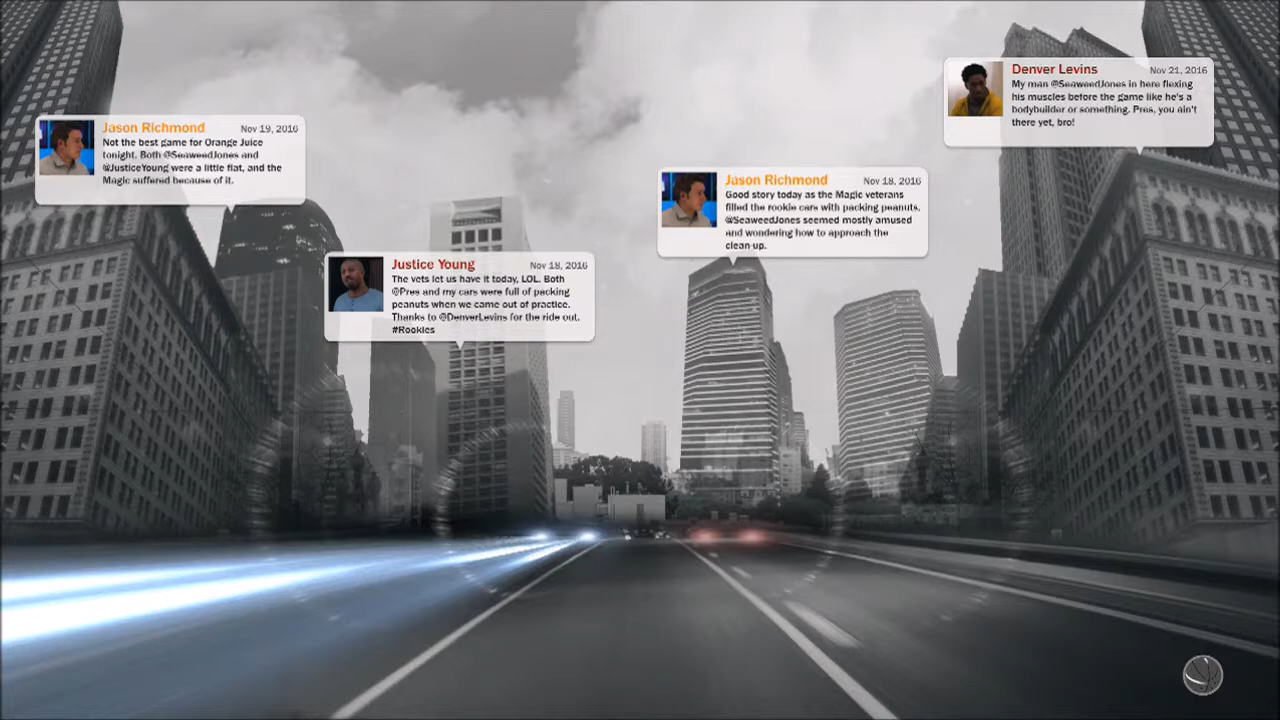 Jason Richmond Nov 19, 2016
Not the best game for Orange Juice
tonight. Both @SeaweedJones and
@JusticeYoung were a little flat, and the
Magic suffered because of it.
Justice Young Nov 18, 2016
The vets let us have it today, LOL. Both
@Pres and my cars were full of packing
peanuts when we came out of practice.
Thanks to @DenverLevins for the ride out.
#Rookies
Jason Richmond Nov 18, 2016
Good story today as the Magic veterans
filled the rookie cars with packing peanuts.
@SeaweedJones seemed mostly amused
and wondering how to approach the
clean-up.
Denver Levins Nov 21, 2016
My man @SeaweedJones in here flexing
his muscles before the game like he's a
bodybuilder or something. Pres, you ain't
there yet, bro!